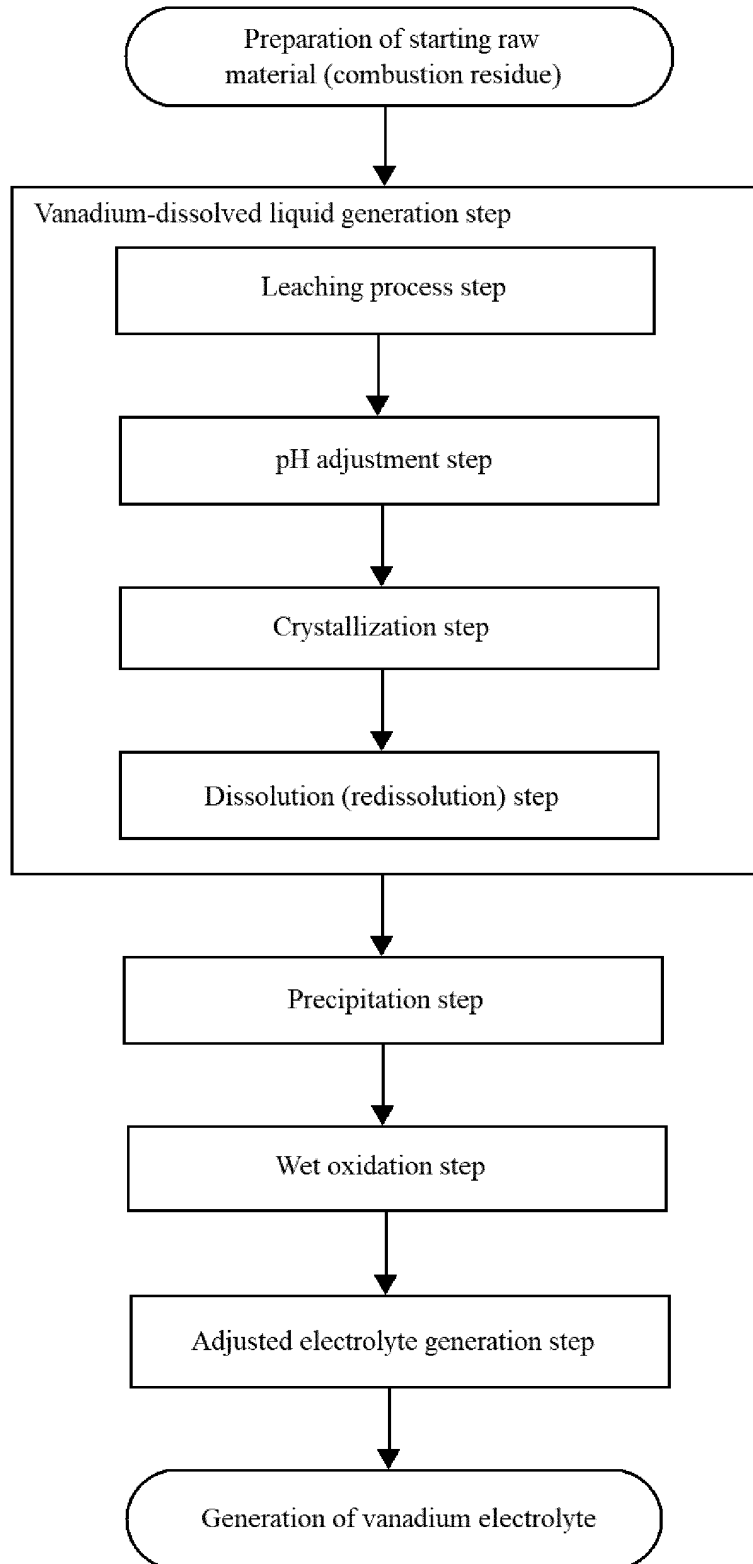 Preparation of starting raw
material (combustion residue)
Vanadium-dissolved liquid generation step
Leaching process step
pH adjustment step
Crystallization step
Dissolution (redissolution) step
Precipitation step
Wet oxidation step
Adjusted electrolyte generation step
Generation of vanadium electrolyte